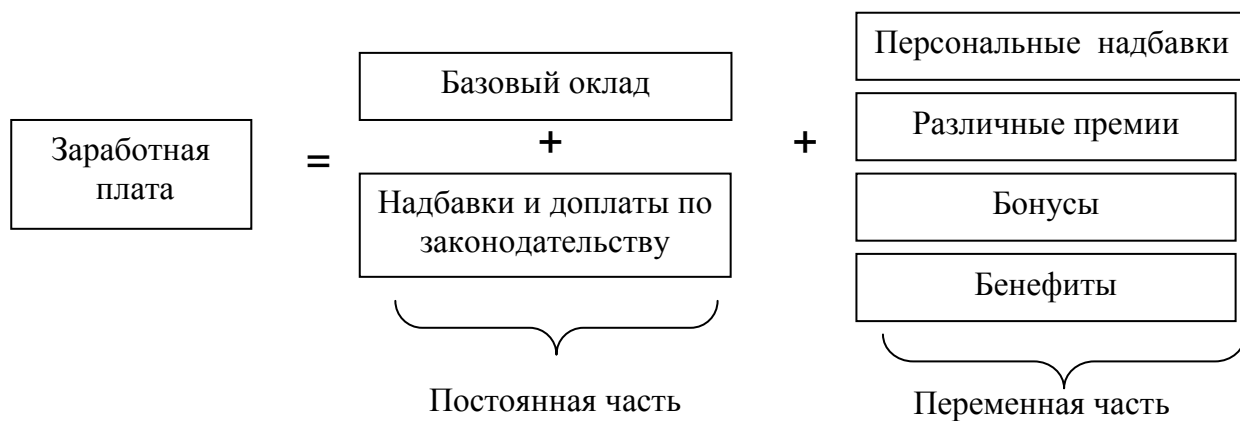 Заработная
плата
=
Базовый оклад
+
Надбавки и доплаты по
законодательству
Постоянная часть
+
Персональные надбавки
Различные премии
Бонусы
Бенефиты
Переменная часть